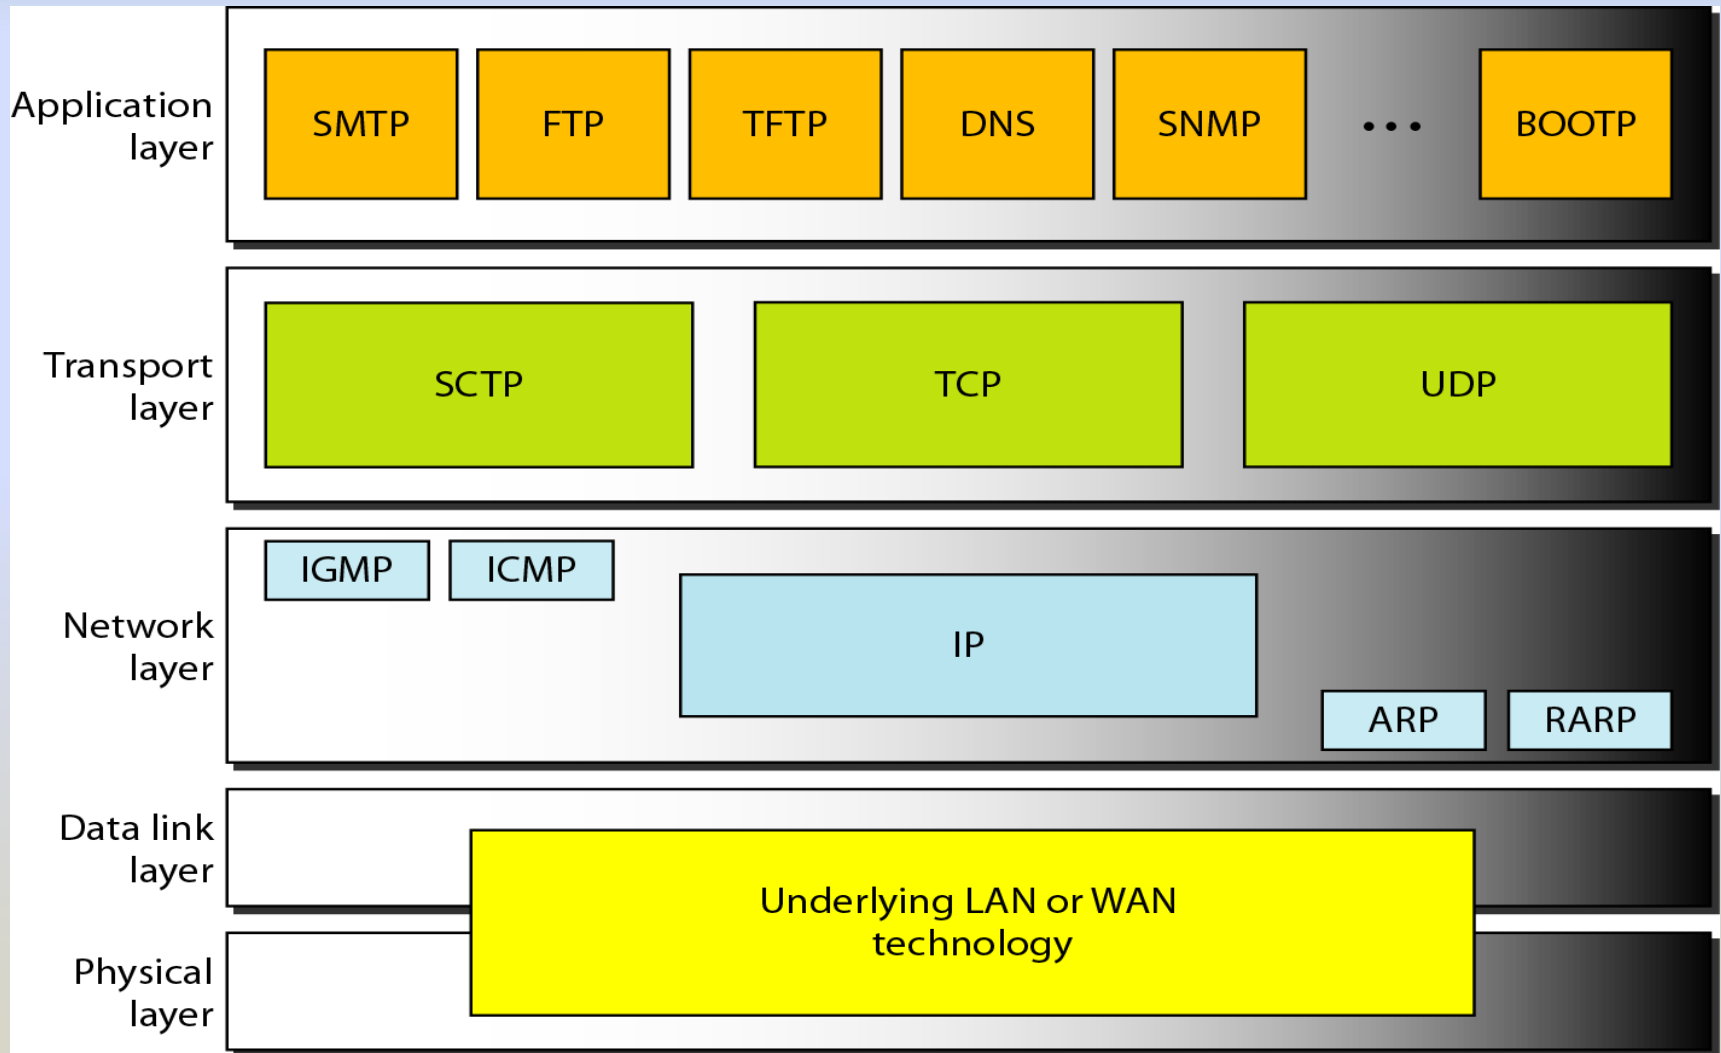 Application
layer
SMTP
FTP
TFTP
DNS
SNMP
...
BOOTP
Transport
layer
SCTP
TCP
UDP
Network
layer
IGMP
ICMP
IP
ARP
RARP
Data link
layer
Underlying LAN or WAN
technology
Physical
layer